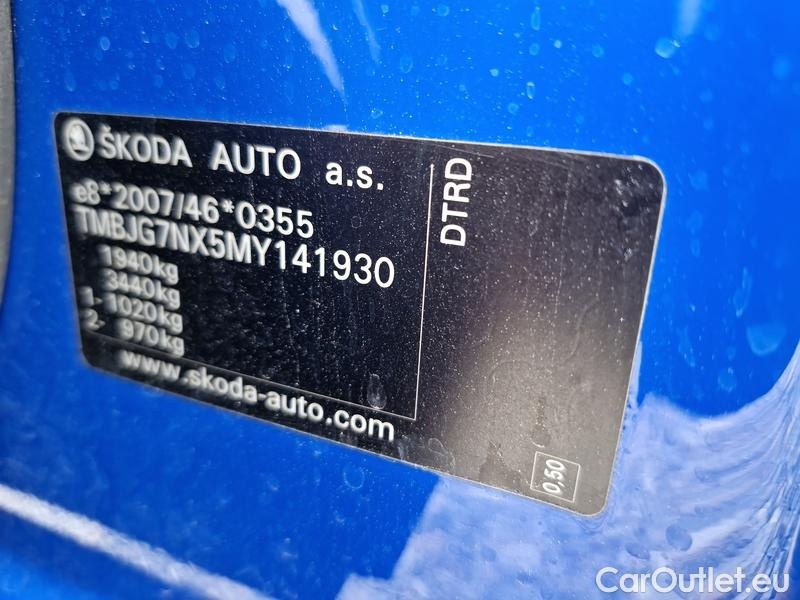 ŠKODA AUTO a.s.
e8*2007/46*0355
TMBJG7NX5MY141930
1940kg
3440kg
1- 1020kg
2- 970kg
www.skoda-auto.com
DTRD
0,50
CarOutlet.eu